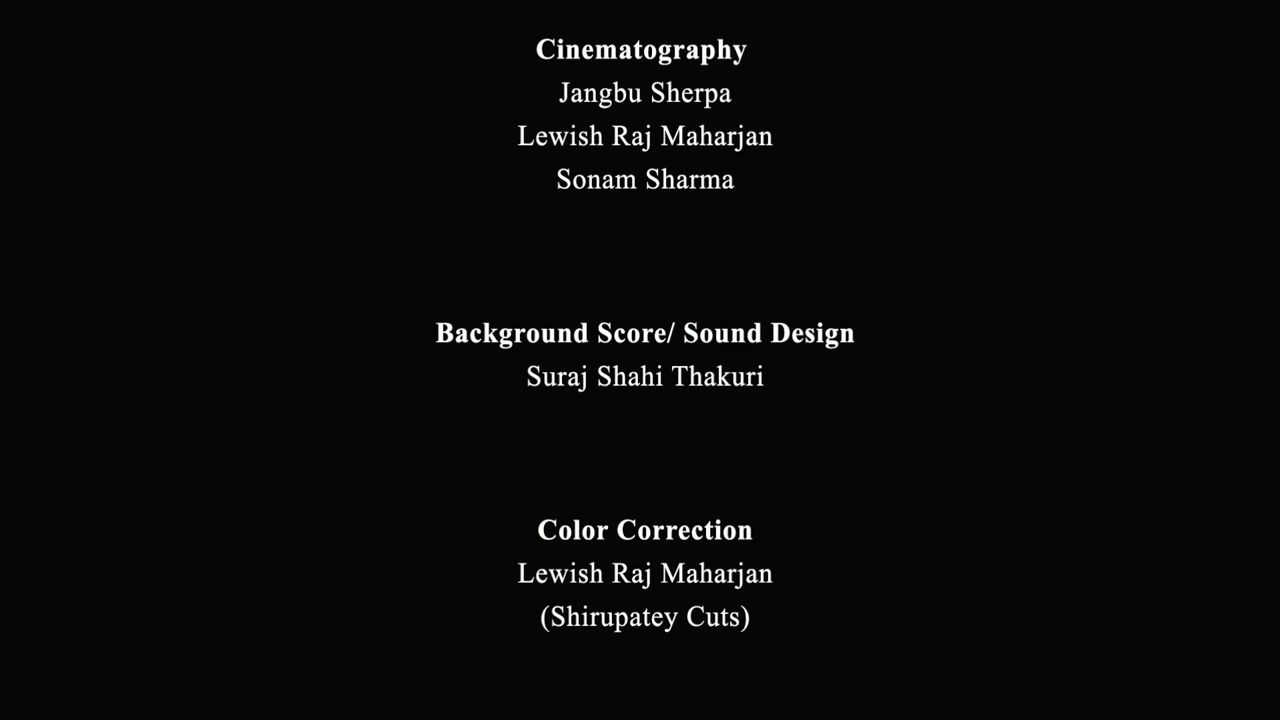 Cinematography
Jangbu Sherpa
Lewish Raj Maharjan
Sonam Sharma
Background Score/ Sound Design
Suraj Shahi Thakuri
Color Correction
Lewish Raj Maharjan
(Shirupatey Cuts)